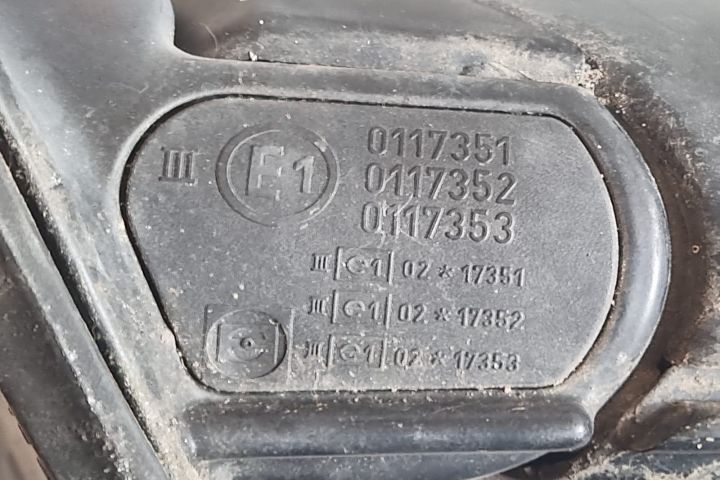 III E1 0117351
0117352
0117353
III e1 02 * 17351
III e1 02 * 17352
III e1 02 * 17353